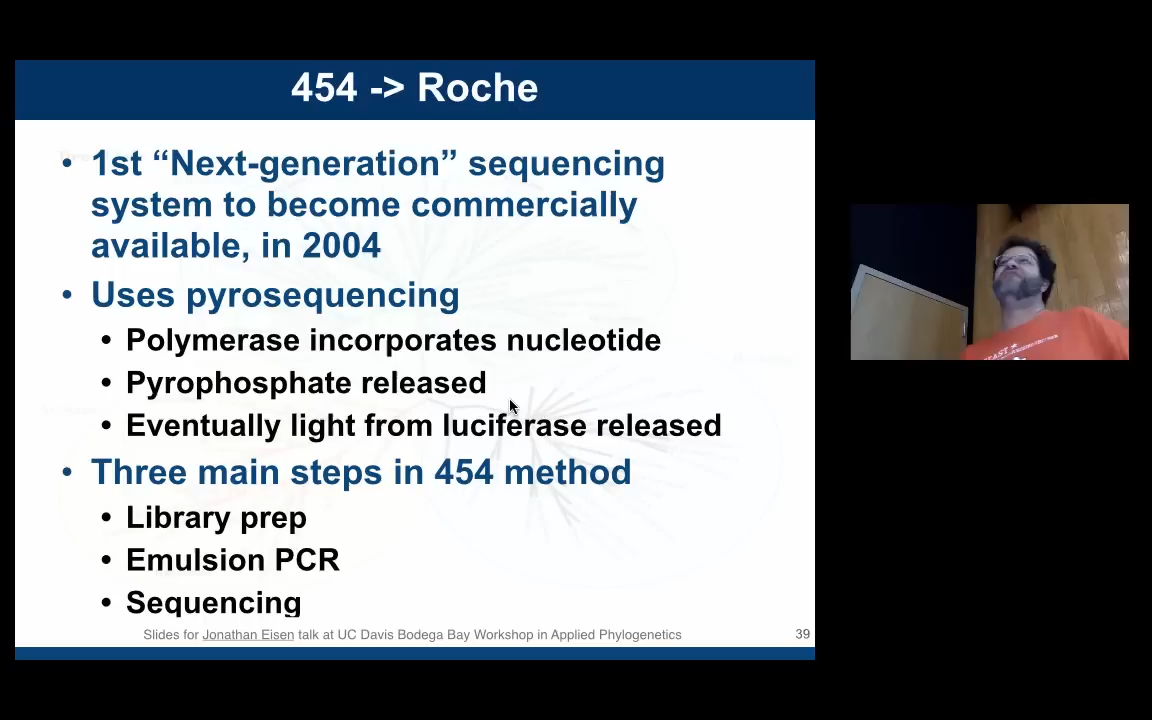 454 -> Roche
• 1st “Next-generation” sequencing
system to become commercially
available, in 2004
• Uses pyrosequencing
• Polymerase incorporates nucleotide
• Pyrophosphate released
• Eventually light from luciferase released
• Three main steps in 454 method
• Library prep
• Emulsion PCR
• Sequencing
Slides for Jonathan Eisen talk at UC Davis Bodega Bay Workshop in Applied Phylogenetics
39